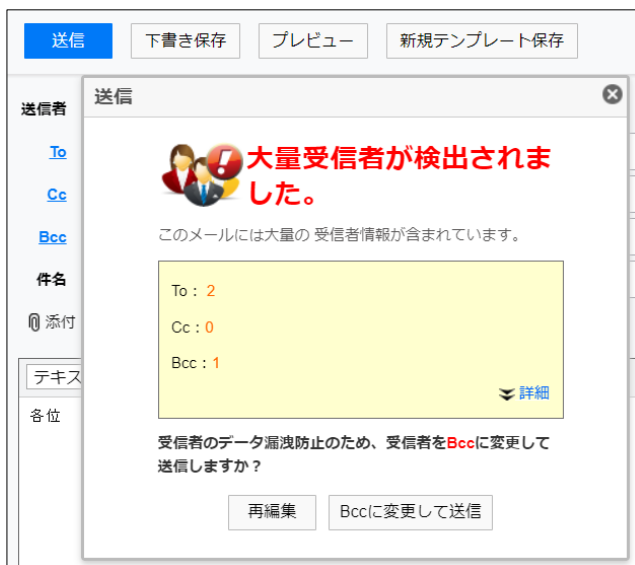 送信 下書き保存 プレビュー 新規テンプレート保存
送信
送信者
To
Cc
Bcc
件名
添付
テキス
各位
大量受信者が検出されま
した。
このメールには大量の 受信者情報が含まれています。
To : 2
Cc : 0
Bcc : 1
詳細
受信者のデータ漏洩防止のため、受信者をBccに変更して
送信しますか？
再編集 Bccに変更して送信